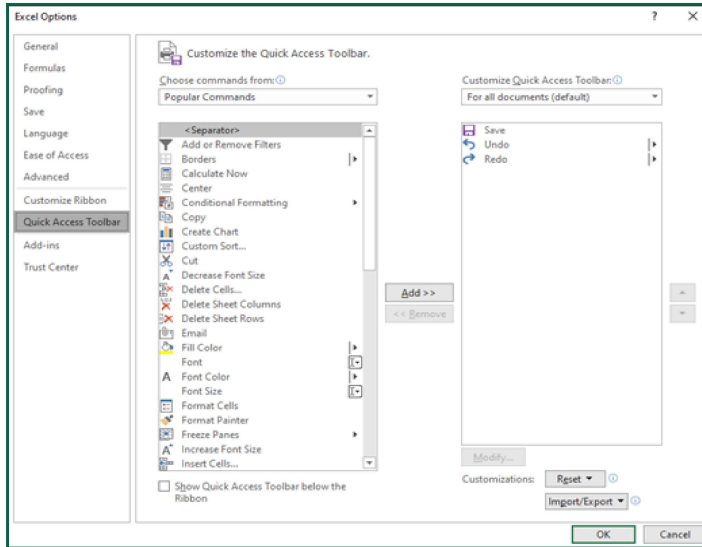 Excel Options
?
General
Formulas
Proofing
Save
Language
Ease of Access
Advanced
Customize Ribbon
Quick Access Toolbar
Add-ins
Trust Center
Customize the Quick Access Toolbar.
Choose commands from:
Popular Commands
<Separator>
Add or Remove Filters
Borders
Calculate Now
Center
Conditional Formatting
Copy
Create Chart
Custom Sort...
Cut
Decrease Font Size
Delete Cells...
Delete Sheet Columns
Delete Sheet Rows
Email
Fill Color
Font
Font Color
Font Size
Format Cells
Format Painter
Freeze Panes
Increase Font Size
Insert Cells...
Show Quick Access Toolbar below the
Ribbon
Add >>
<< Remove
Customize Quick Access Toolbar:
For all documents (default)
Save
Undo
Redo
Modify...
Customizations:
Reset
Import/Export
OK
Cancel